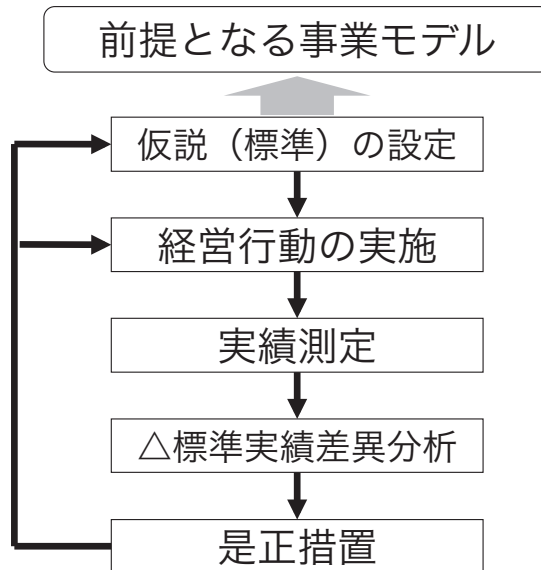 前提となる事業モデル
仮説（標準）の設定
経営行動の実施
実績測定
△標準実績差異分析
是正措置